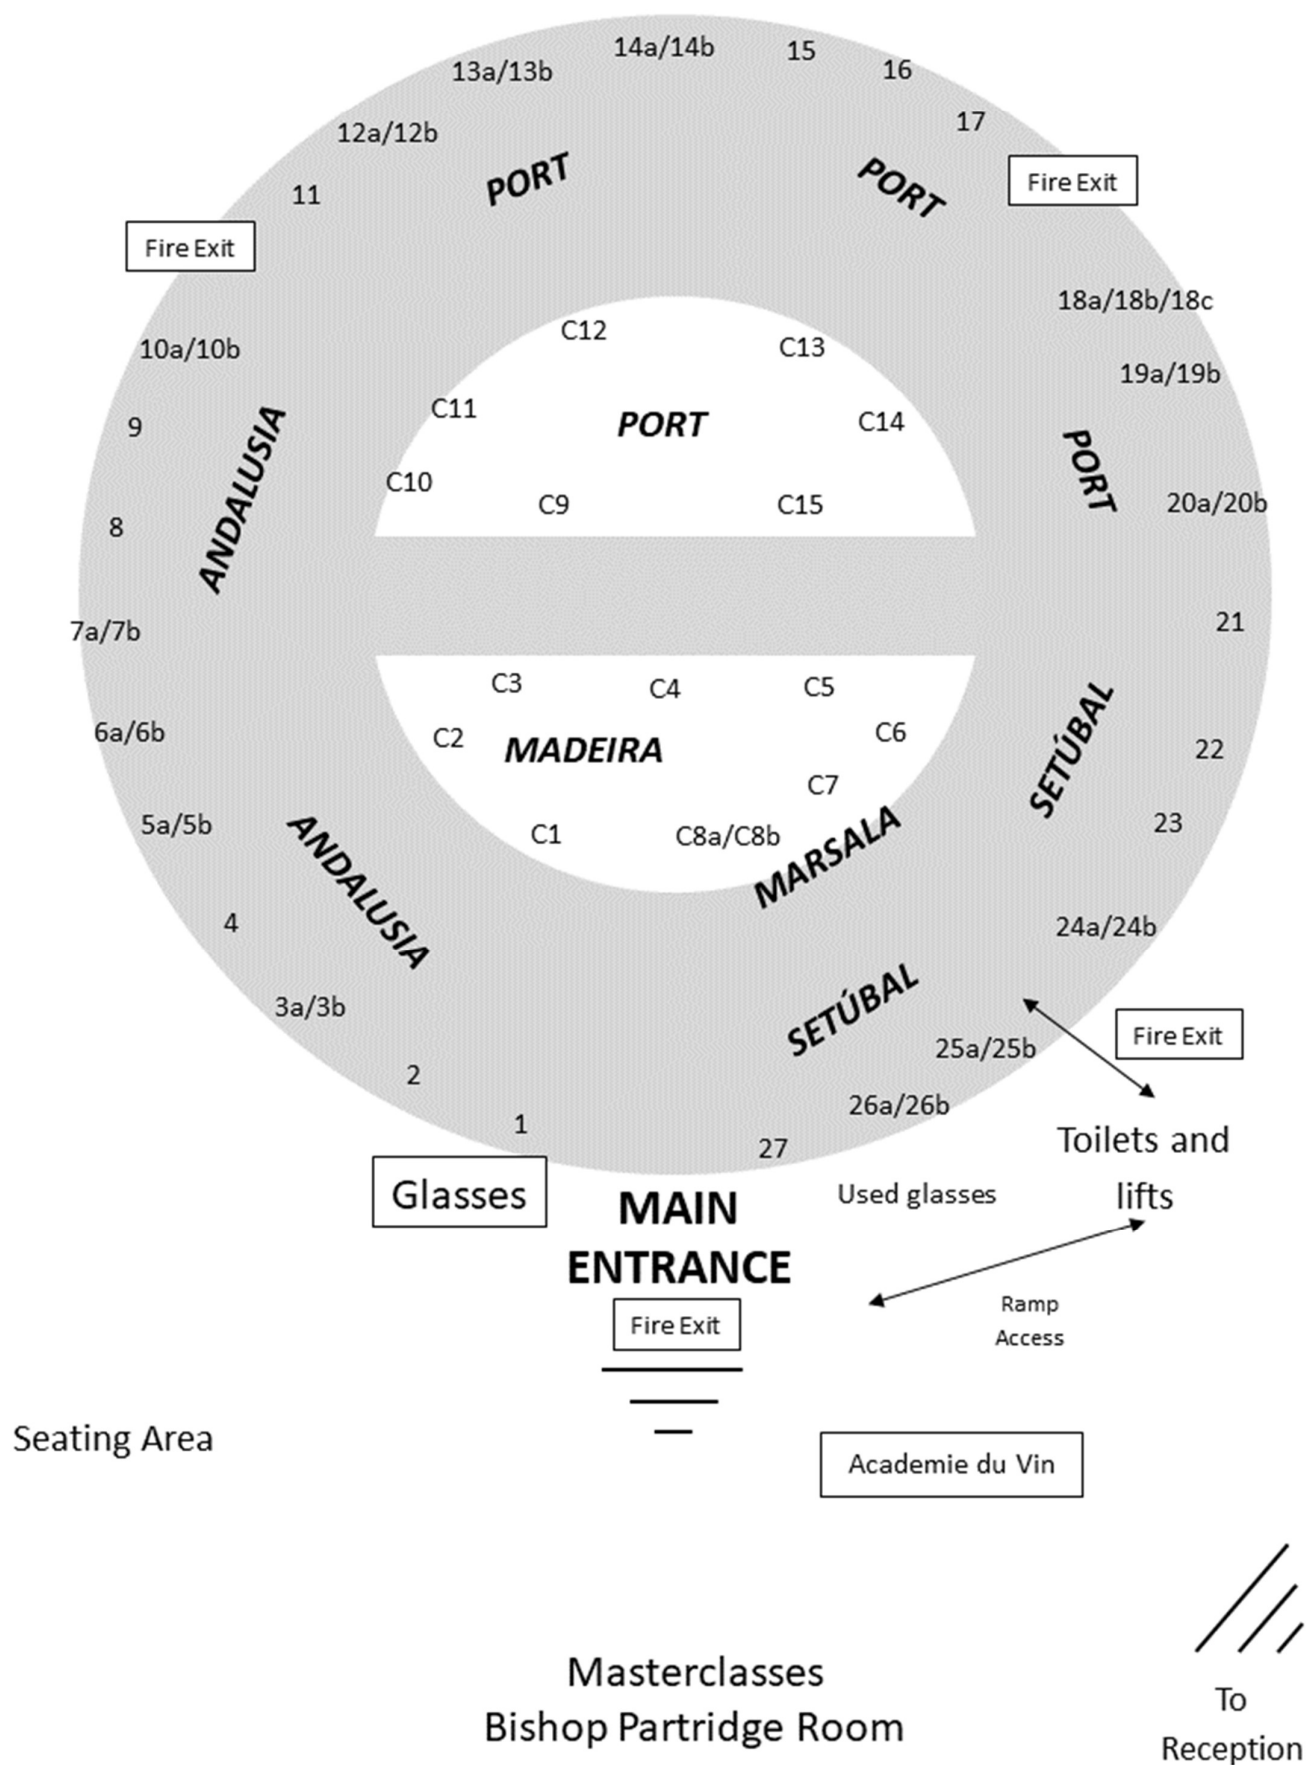 14a/14b
15
13a/13b
16
17
12a/12b
PORT
PORT
Fire Exit
11
Fire Exit
18a/18b/18c
C12
C13
10a/10b
19a/19b
C11
PORT
C14
9
ANDALUSIA
PORT
C10
C9
C15
20a/20b
8
7a/7b
21
C3
C4
C5
6a/6b
C2
MADEIRA
C6
SETÚBAL
22
C7
5a/5b
C1
C8a/C8b
MARSALA
23
ANDALUSIA
4
24a/24b
3a/3b
SETÚBAL
25a/25b
Fire Exit
2
26a/26b
1
27
Toilets and
lifts
Glasses
MAIN
ENTRANCE
Used glasses
Fire Exit
Ramp
Access
Seating Area
Academie du Vin
Masterclasses
Bishop Partridge Room
To
Reception